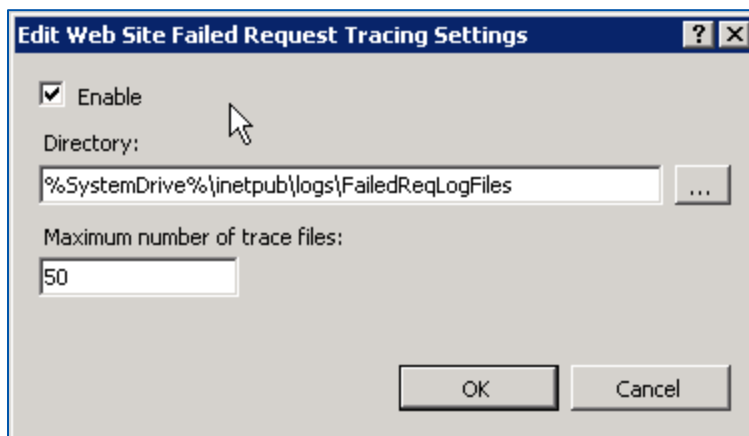 Edit Web Site Failed Request Tracing Settings
Enable
Directory:
%SystemDrive%\inetpub\logs\FailedReqLogFiles
...
Maximum number of trace files:
50
OK Cancel